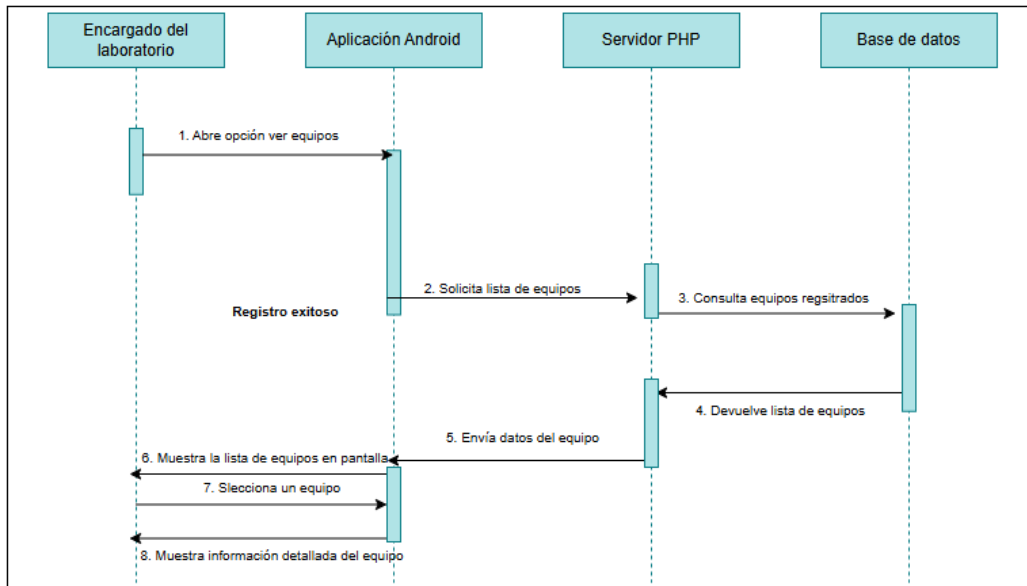 Encargado del
laboratorio
Aplicación Android
Servidor PHP
Base de datos
1. Abre opción ver equipos
2. Solicita lista de equipos
3. Consulta equipos regsitrados
Registro exitoso
4. Devuelve lista de equipos
5. Envía datos del equipo
6. Muestra la lista de equipos en pantalla
7. Slecciona un equipo
8. Muestra información detallada del equipo